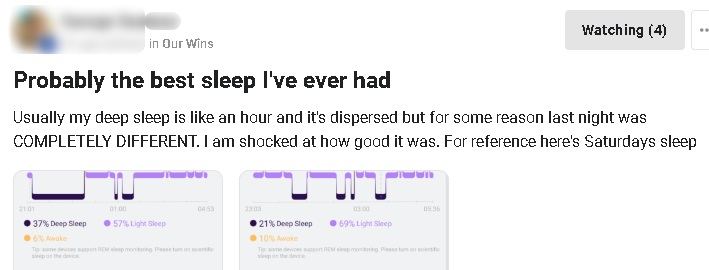 in Our Wins
Watching (4)
Probably the best sleep I've ever had
Usually my deep sleep is like an hour and it's dispersed but for some reason last night was
COMPLETELY DIFFERENT. I am shocked at how good it was. For reference here's Saturdays sleep
21:01 01:00 04:53
37% Deep Sleep 57% Light Sleep
6% Awake
Tip: some devices support REM sleep monitoring. Please turn on scientific
sleep on the device.
23:03 03:00 05:36
21% Deep Sleep 69% Light Sleep
10% Awake
Tip: some devices support REM sleep monitoring. Please turn on scientific
sleep on the device.